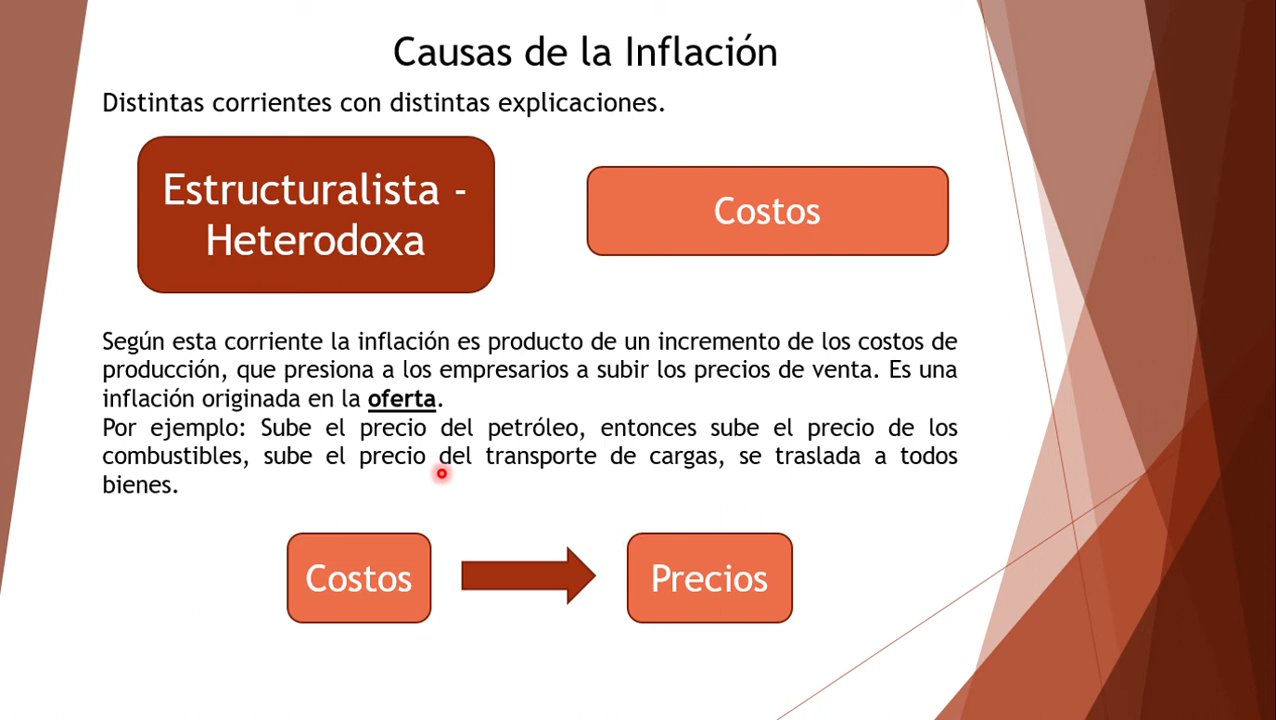 Causas de la Inflación
Distintas corrientes con distintas explicaciones.
Estructuralista -
Heterodoxa
Costos
Según esta corriente la inflación es producto de un incremento de los costos de
producción, que presiona a los empresarios a subir los precios de venta. Es una
inflación originada en la oferta.
Por ejemplo: Sube el precio del petróleo, entonces sube el precio de los
combustibles, sube el precio del transporte de cargas, se traslada a todos
bienes.
Costos
Precios